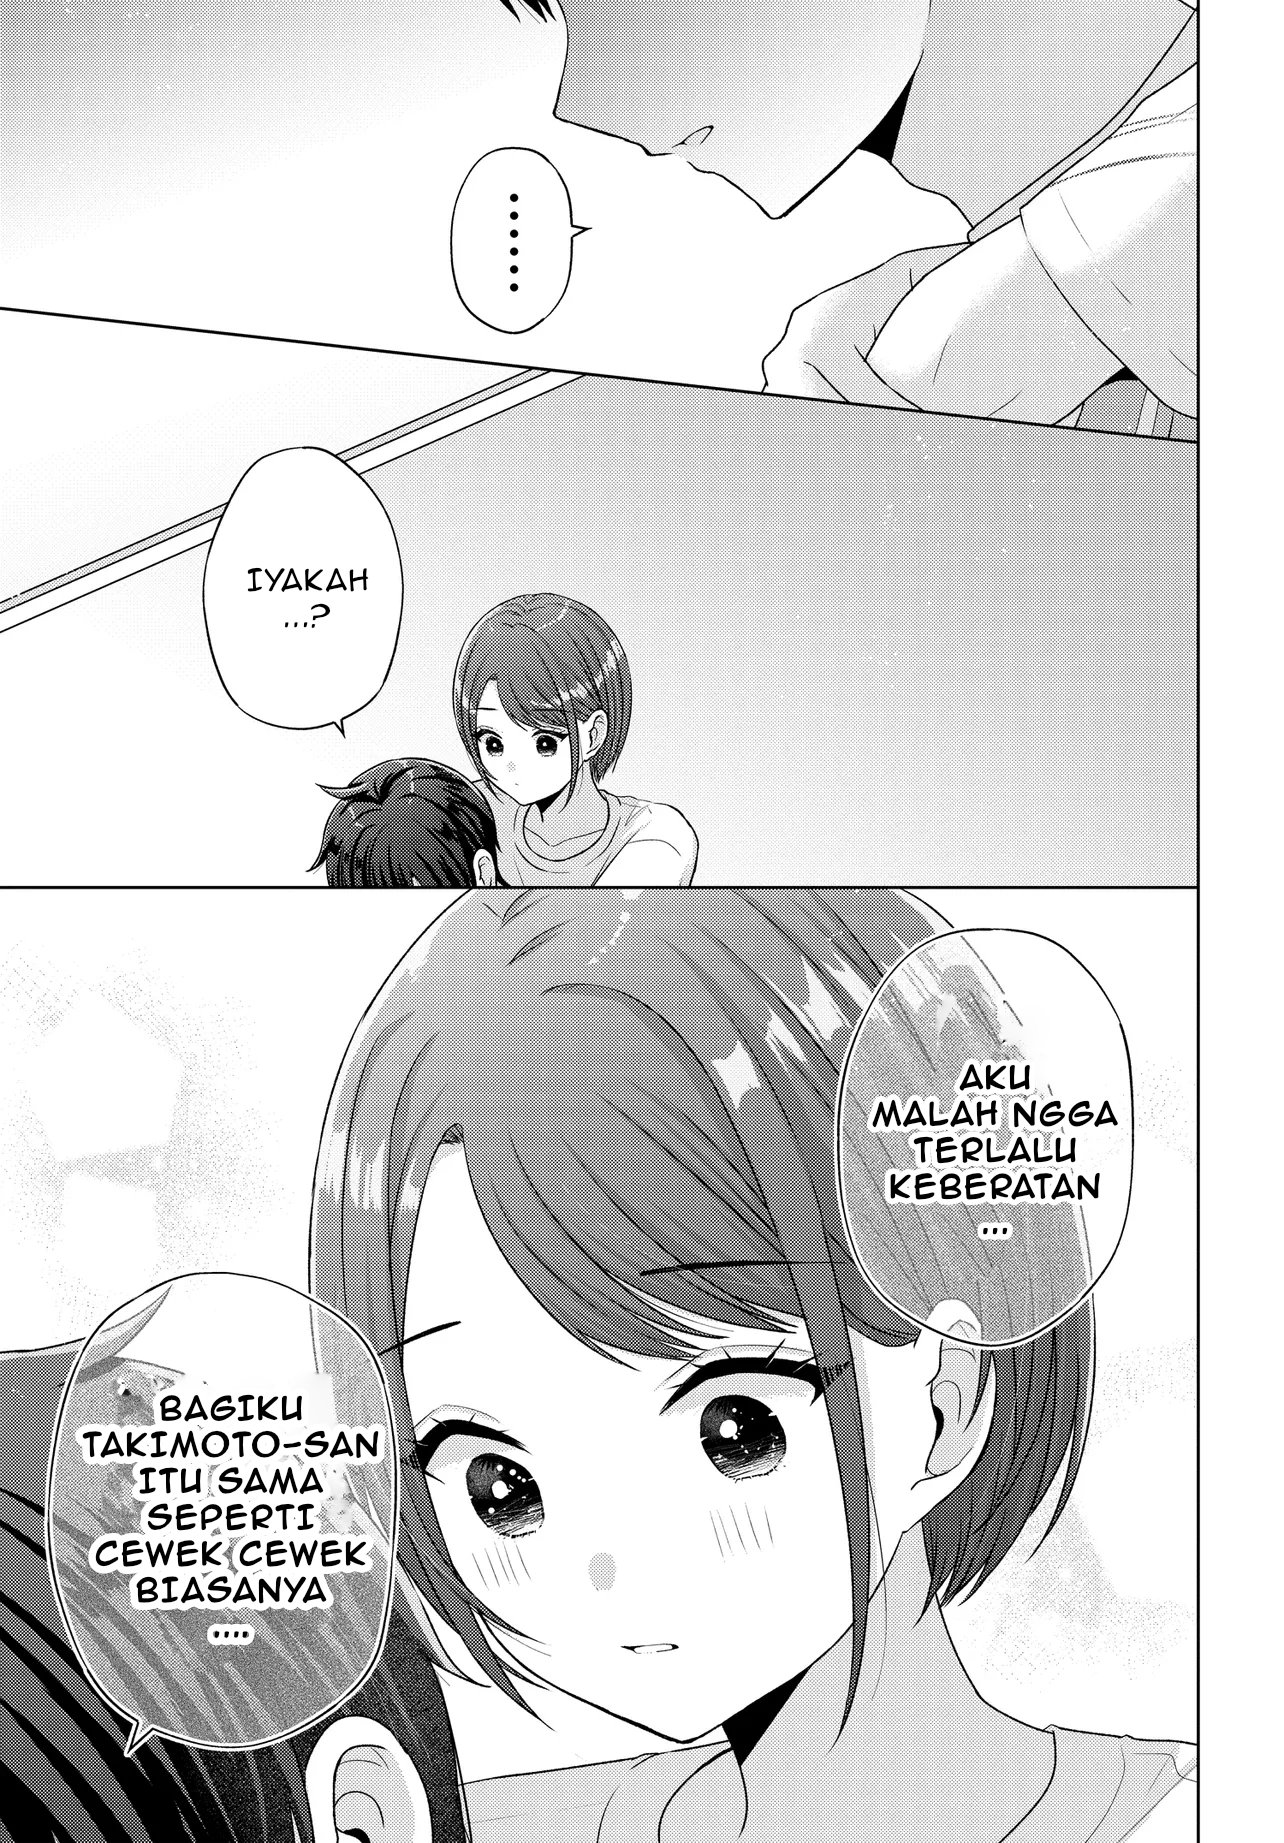 ......
IYAKAH
...?
AKU
MALAH NGGA
TERLALU
KEBERATAN
...
BAGIKU
TAKIMOTO-SAN
ITU SAMA
SEPERTI
CEWEK CEWEK
BIASANYA
....